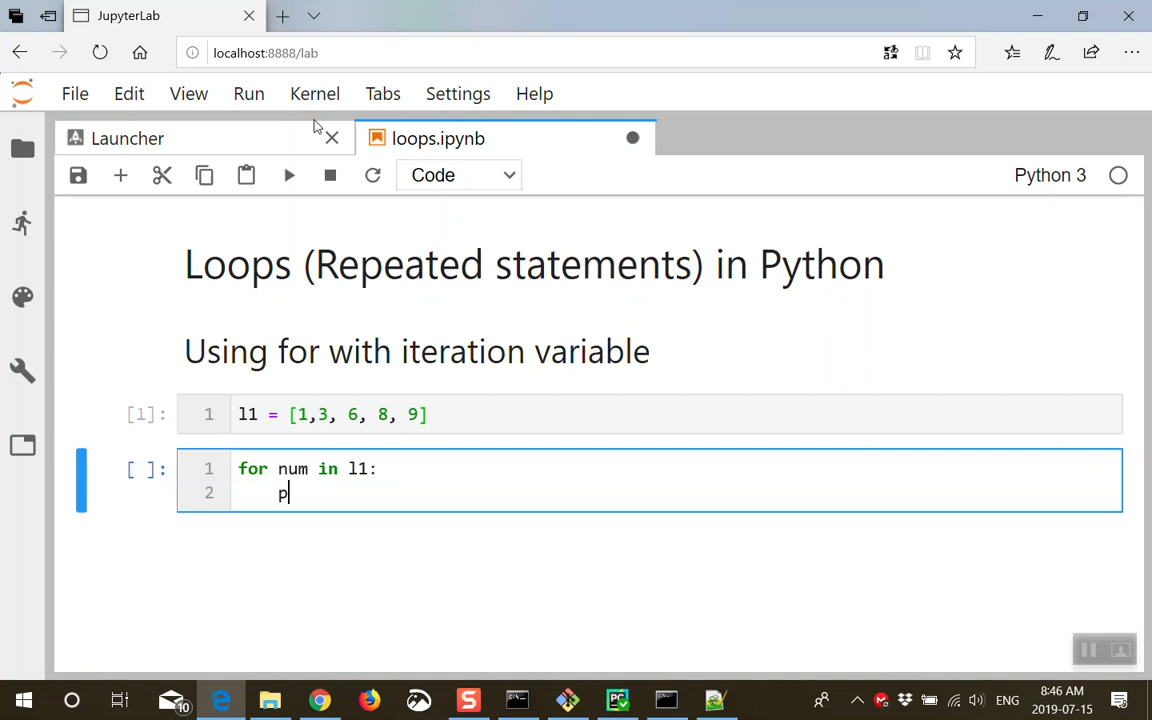 JupyterLab
localhost:8888/lab
File Edit View Run Kernel Tabs Settings Help
Launcher loops.ipynb
Code Python 3
Loops (Repeated statements) in Python
Using for with iteration variable
[1]: 1 l1 = [1,3, 6, 8, 9]
[ ]: 1 for num in l1:
2 p
10 PC ENG 8:46 AM
2019-07-15